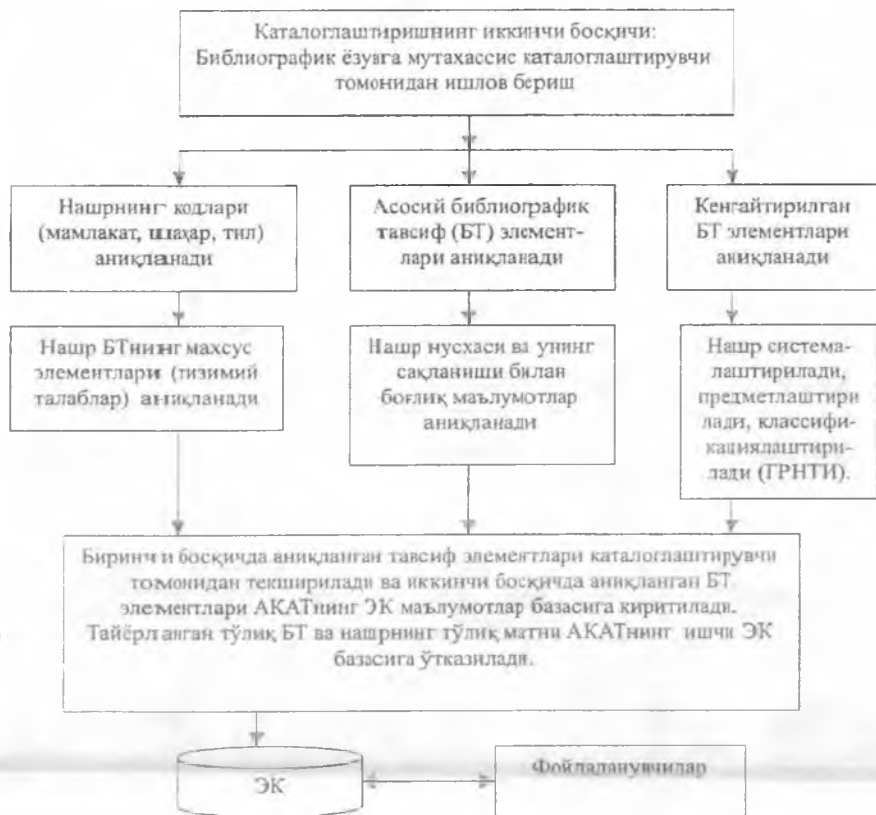 Каталоглаштиришнинг иккинчи босқичи:
Библиографик ёзувга мутахассис каталоглаштирувчи
томонидан ишлов бериш
Нашрнинг кодлари
(мамлакат, шаҳар, тил)
аниқланади
Асосий библиографик
тавсиф (БТ) элемент-
лари аниқланади
Кенгайтирилган
БТ элементлари
аниқланади
Нашр БТнинг махсус
элементлари (тизимий
талаблар) аниқланади
Нашр нусхаси ва унинг
сақланиши билан
боғлиқ маълумотлар
аниқланади
Нашр система-
лаштирилади,
предметлаштири
лади, классифи-
кациялаштири-
лади (ГРНТИ).
Биринчи босқичда аниқланган тавсиф элементлари каталоглаштирувчи
томонидан текширилади ва иккинчи босқичда аниқланган БТ
элементлари АКАТнинг ЭК маълумотлар базасига киритилади.
Тайёрланган тўлиқ БТ ва нашрнинг тўлиқ матни АКАТнинг ишчи ЭК
базасига ўтказилади.
ЭК
Фойдаланувчилар